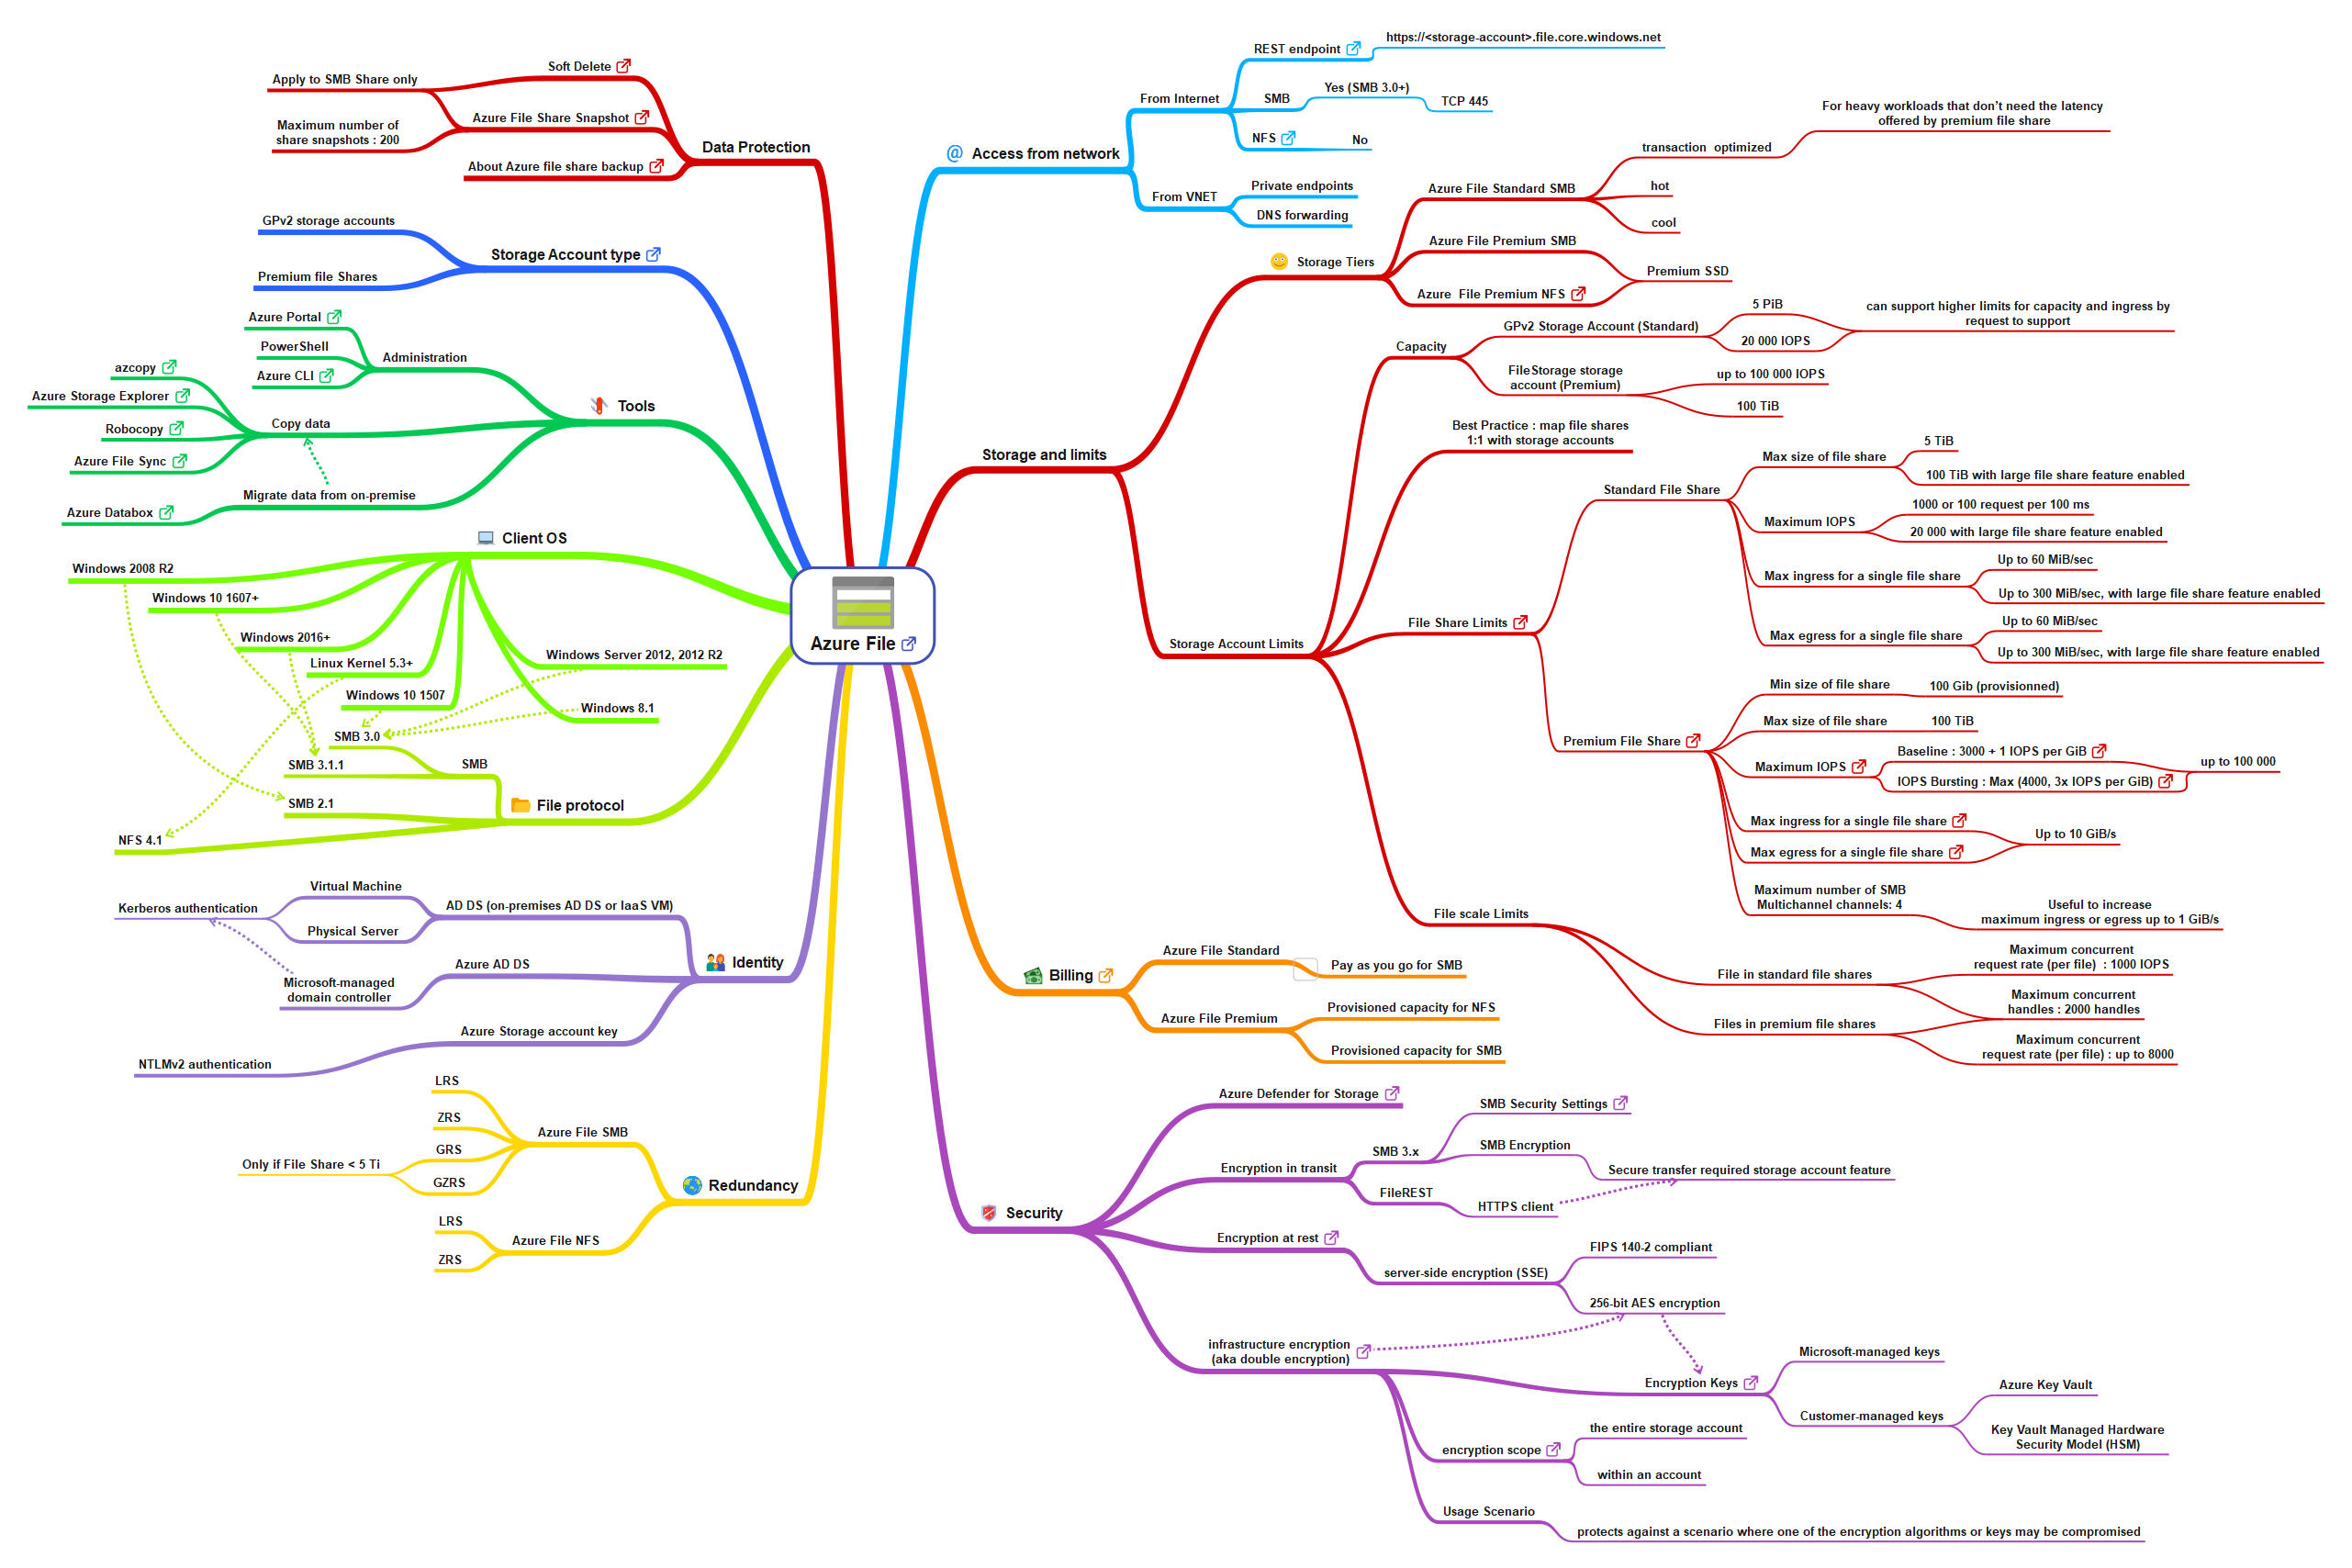 Azure File
Data Protection
Soft Delete
Apply to SMB Share only
Azure File Share Snapshot
Maximum number of
share snapshots : 200
About Azure file share backup
Storage Account type
GPv2 storage accounts
Premium file Shares
Tools
Administration
Azure Portal
PowerShell
Azure CLI
Copy data
azcopy
Azure Storage Explorer
Robocopy
Azure File Sync
Migrate data from on-premise
Azure Databox
Client OS
Windows 2008 R2
Windows 10 1607+
Windows 2016+
Linux Kernel 5.3+
Windows 10 1507
Windows Server 2012, 2012 R2
Windows 8.1
File protocol
SMB
SMB 3.0
SMB 3.1.1
SMB 2.1
NFS 4.1
Identity
AD DS (on-premises AD DS or IaaS VM)
Virtual Machine
Physical Server
Kerberos authentication
Azure AD DS
Microsoft-managed
domain controller
Azure Storage account key
NTLMv2 authentication
Redundancy
Azure File SMB
LRS
ZRS
GRS
GZRS
Only if File Share < 5 Ti
Azure File NFS
LRS
ZRS
@ Access from network
From Internet
REST endpoint
https://<storage-account>.file.core.windows.net
SMB
Yes (SMB 3.0+)
TCP 445
NFS
No
From VNET
Private endpoints
DNS forwarding
Storage and limits
Storage Tiers
Azure File Standard SMB
transaction optimized
For heavy workloads that don't need the latency
offered by premium file share
hot
cool
Azure File Premium SMB
Azure File Premium NFS
Premium SSD
Storage Account Limits
Capacity
GPv2 Storage Account (Standard)
5 PiB
20 000 IOPS
can support higher limits for capacity and ingress by
request to support
FileStorage storage
account (Premium)
up to 100 000 IOPS
100 TiB
Best Practice : map file shares
1:1 with storage accounts
File Share Limits
Standard File Share
Max size of file share
5 TiB
100 TiB with large file share feature enabled
Maximum IOPS
1000 or 100 request per 100 ms
20 000 with large file share feature enabled
Max ingress for a single file share
Up to 60 MiB/sec
Up to 300 MiB/sec, with large file share feature enabled
Max egress for a single file share
Up to 60 MiB/sec
Up to 300 MiB/sec, with large file share feature enabled
Premium File Share
Min size of file share
100 Gib (provisionned)
Max size of file share
100 TiB
Maximum IOPS
Baseline : 3000 + 1 IOPS per GiB
IOPS Bursting : Max (4000, 3x IOPS per GiB)
up to 100 000
Max ingress for a single file share
Max egress for a single file share
Up to 10 GiB/s
Maximum number of SMB
Multichannel channels: 4
Useful to increase
maximum ingress or egress up to 1 GiB/s
File scale Limits
File in standard file shares
Maximum concurrent
request rate (per file) : 1000 IOPS
Maximum concurrent
handles : 2000 handles
Files in premium file shares
Maximum concurrent
request rate (per file) : up to 8000
Billing
Azure File Standard
Pay as you go for SMB
Azure File Premium
Provisioned capacity for NFS
Provisioned capacity for SMB
Security
Azure Defender for Storage
Encryption in transit
SMB 3.x
SMB Security Settings
SMB Encryption
Secure transfer required storage account feature
FileREST
HTTPS client
Encryption at rest
server-side encryption (SSE)
FIPS 140-2 compliant
256-bit AES encryption
infrastructure encryption
(aka double encryption)
Encryption Keys
Microsoft-managed keys
Customer-managed keys
Azure Key Vault
Key Vault Managed Hardware
Security Model (HSM)
encryption scope
the entire storage account
within an account
Usage Scenario
protects against a scenario where one of the encryption algorithms or keys may be compromised